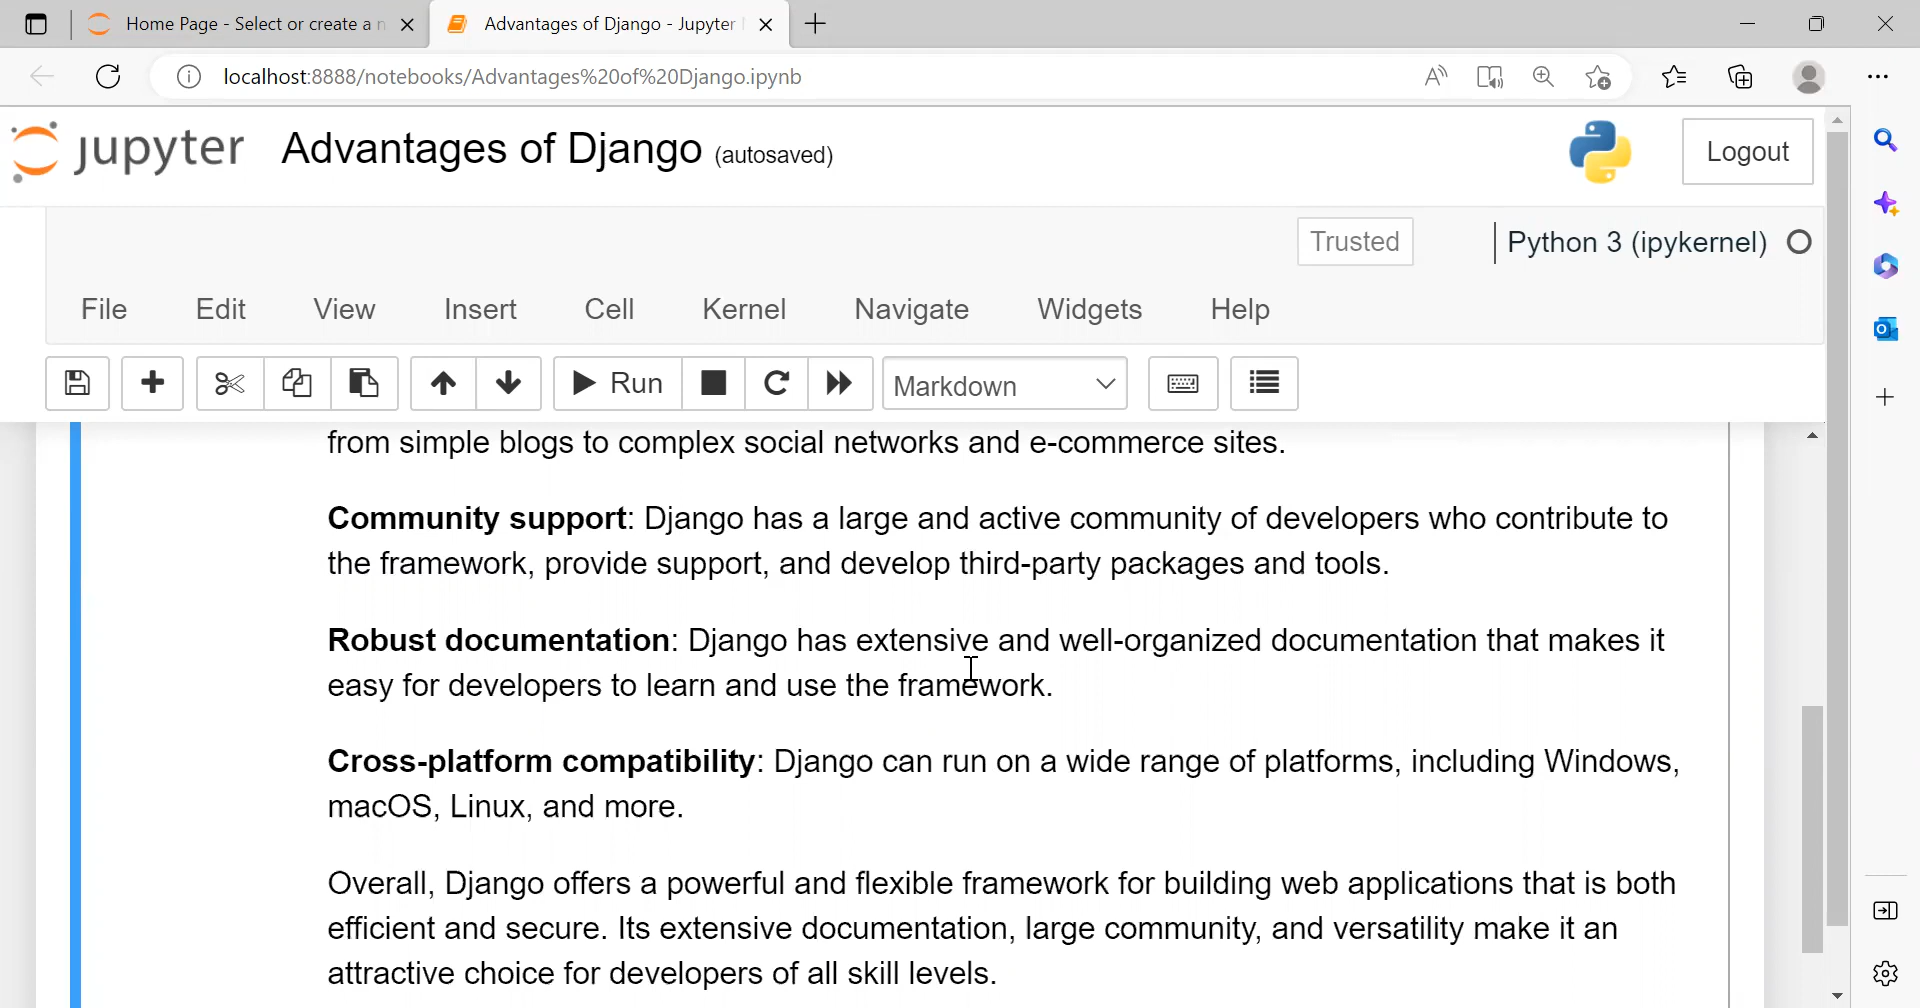 Home Page - Select or create a n
Advantages of Django - Jupyter
localhost:8888/notebooks/Advantages%20of%20Django.ipynb
jupyter Advantages of Django (autosaved)
Logout
Trusted
Python 3 (ipykernel)
File Edit View Insert Cell Kernel Navigate Widgets Help
Run
Markdown
from simple blogs to complex social networks and e-commerce sites.
Community support: Django has a large and active community of developers who contribute to
the framework, provide support, and develop third-party packages and tools.
Robust documentation: Django has extensive and well-organized documentation that makes it
easy for developers to learn and use the framework.
Cross-platform compatibility: Django can run on a wide range of platforms, including Windows,
macOS, Linux, and more.
Overall, Django offers a powerful and flexible framework for building web applications that is both
efficient and secure. Its extensive documentation, large community, and versatility make it an
attractive choice for developers of all skill levels.